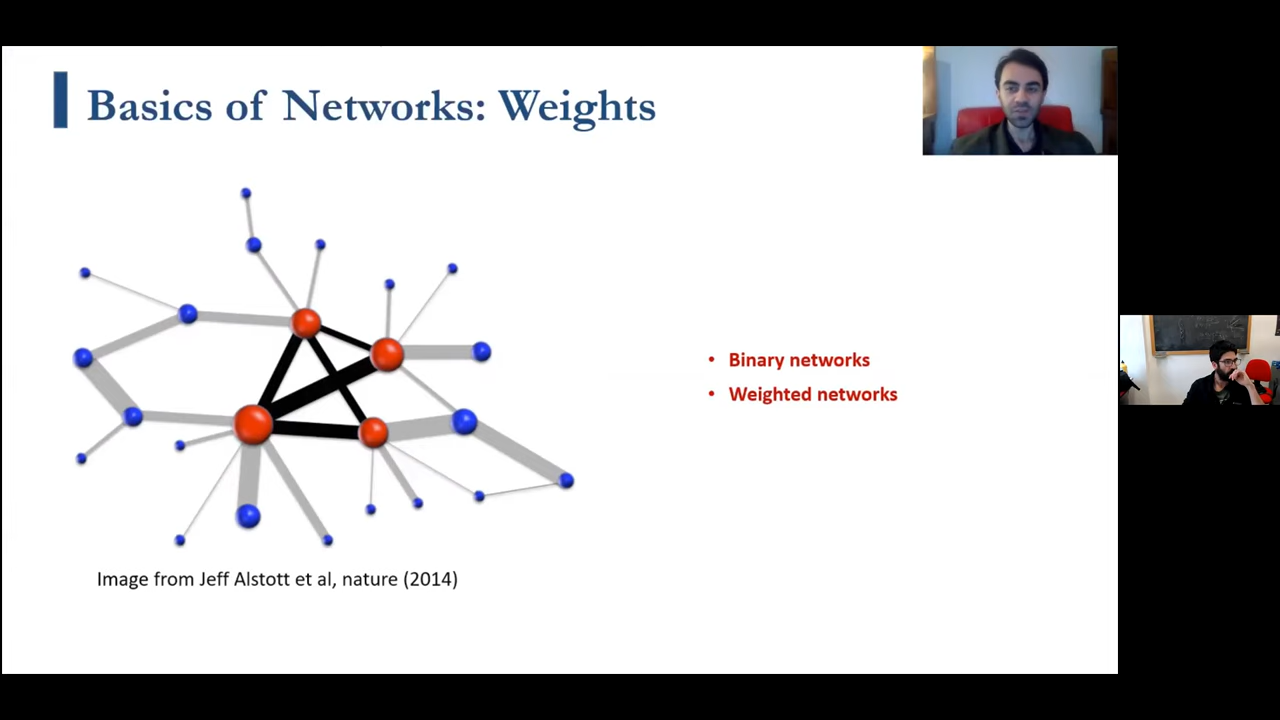 Basics of Networks: Weights
• Binary networks
• Weighted networks
Image from Jeff Alstott et al, nature (2014)